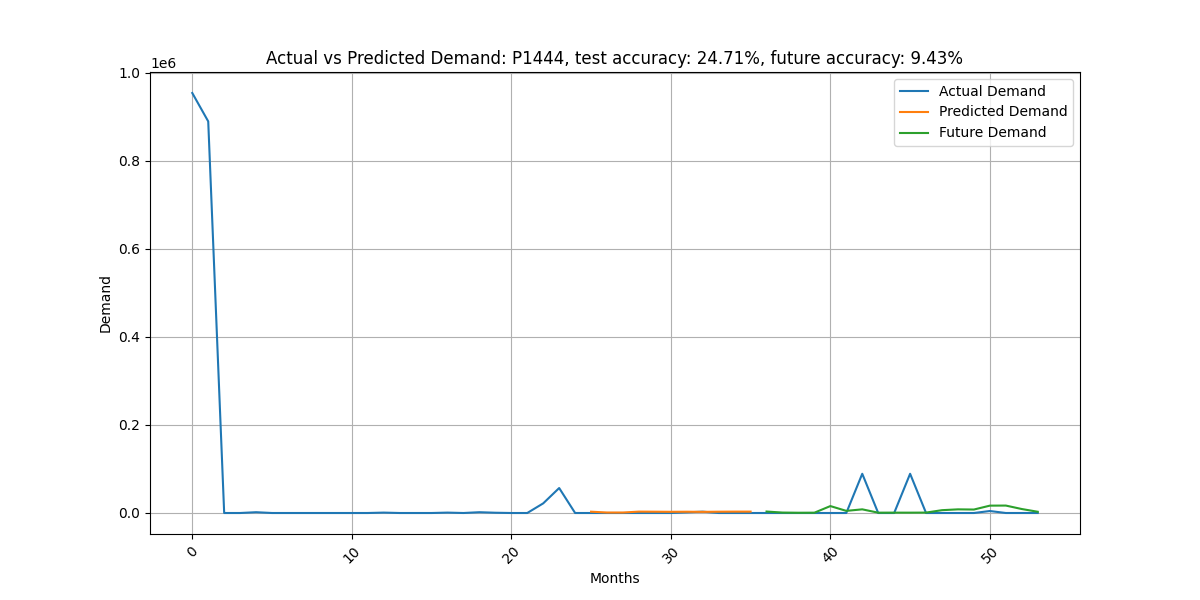 Actual vs Predicted Demand: P1444, test accuracy: 24.71%, future accuracy: 9.43%
1e6
1.0
0.8
0.6
0.4
0.2
0.0
Demand
Actual Demand
Predicted Demand
Future Demand
0
10
20
30
40
50
Months